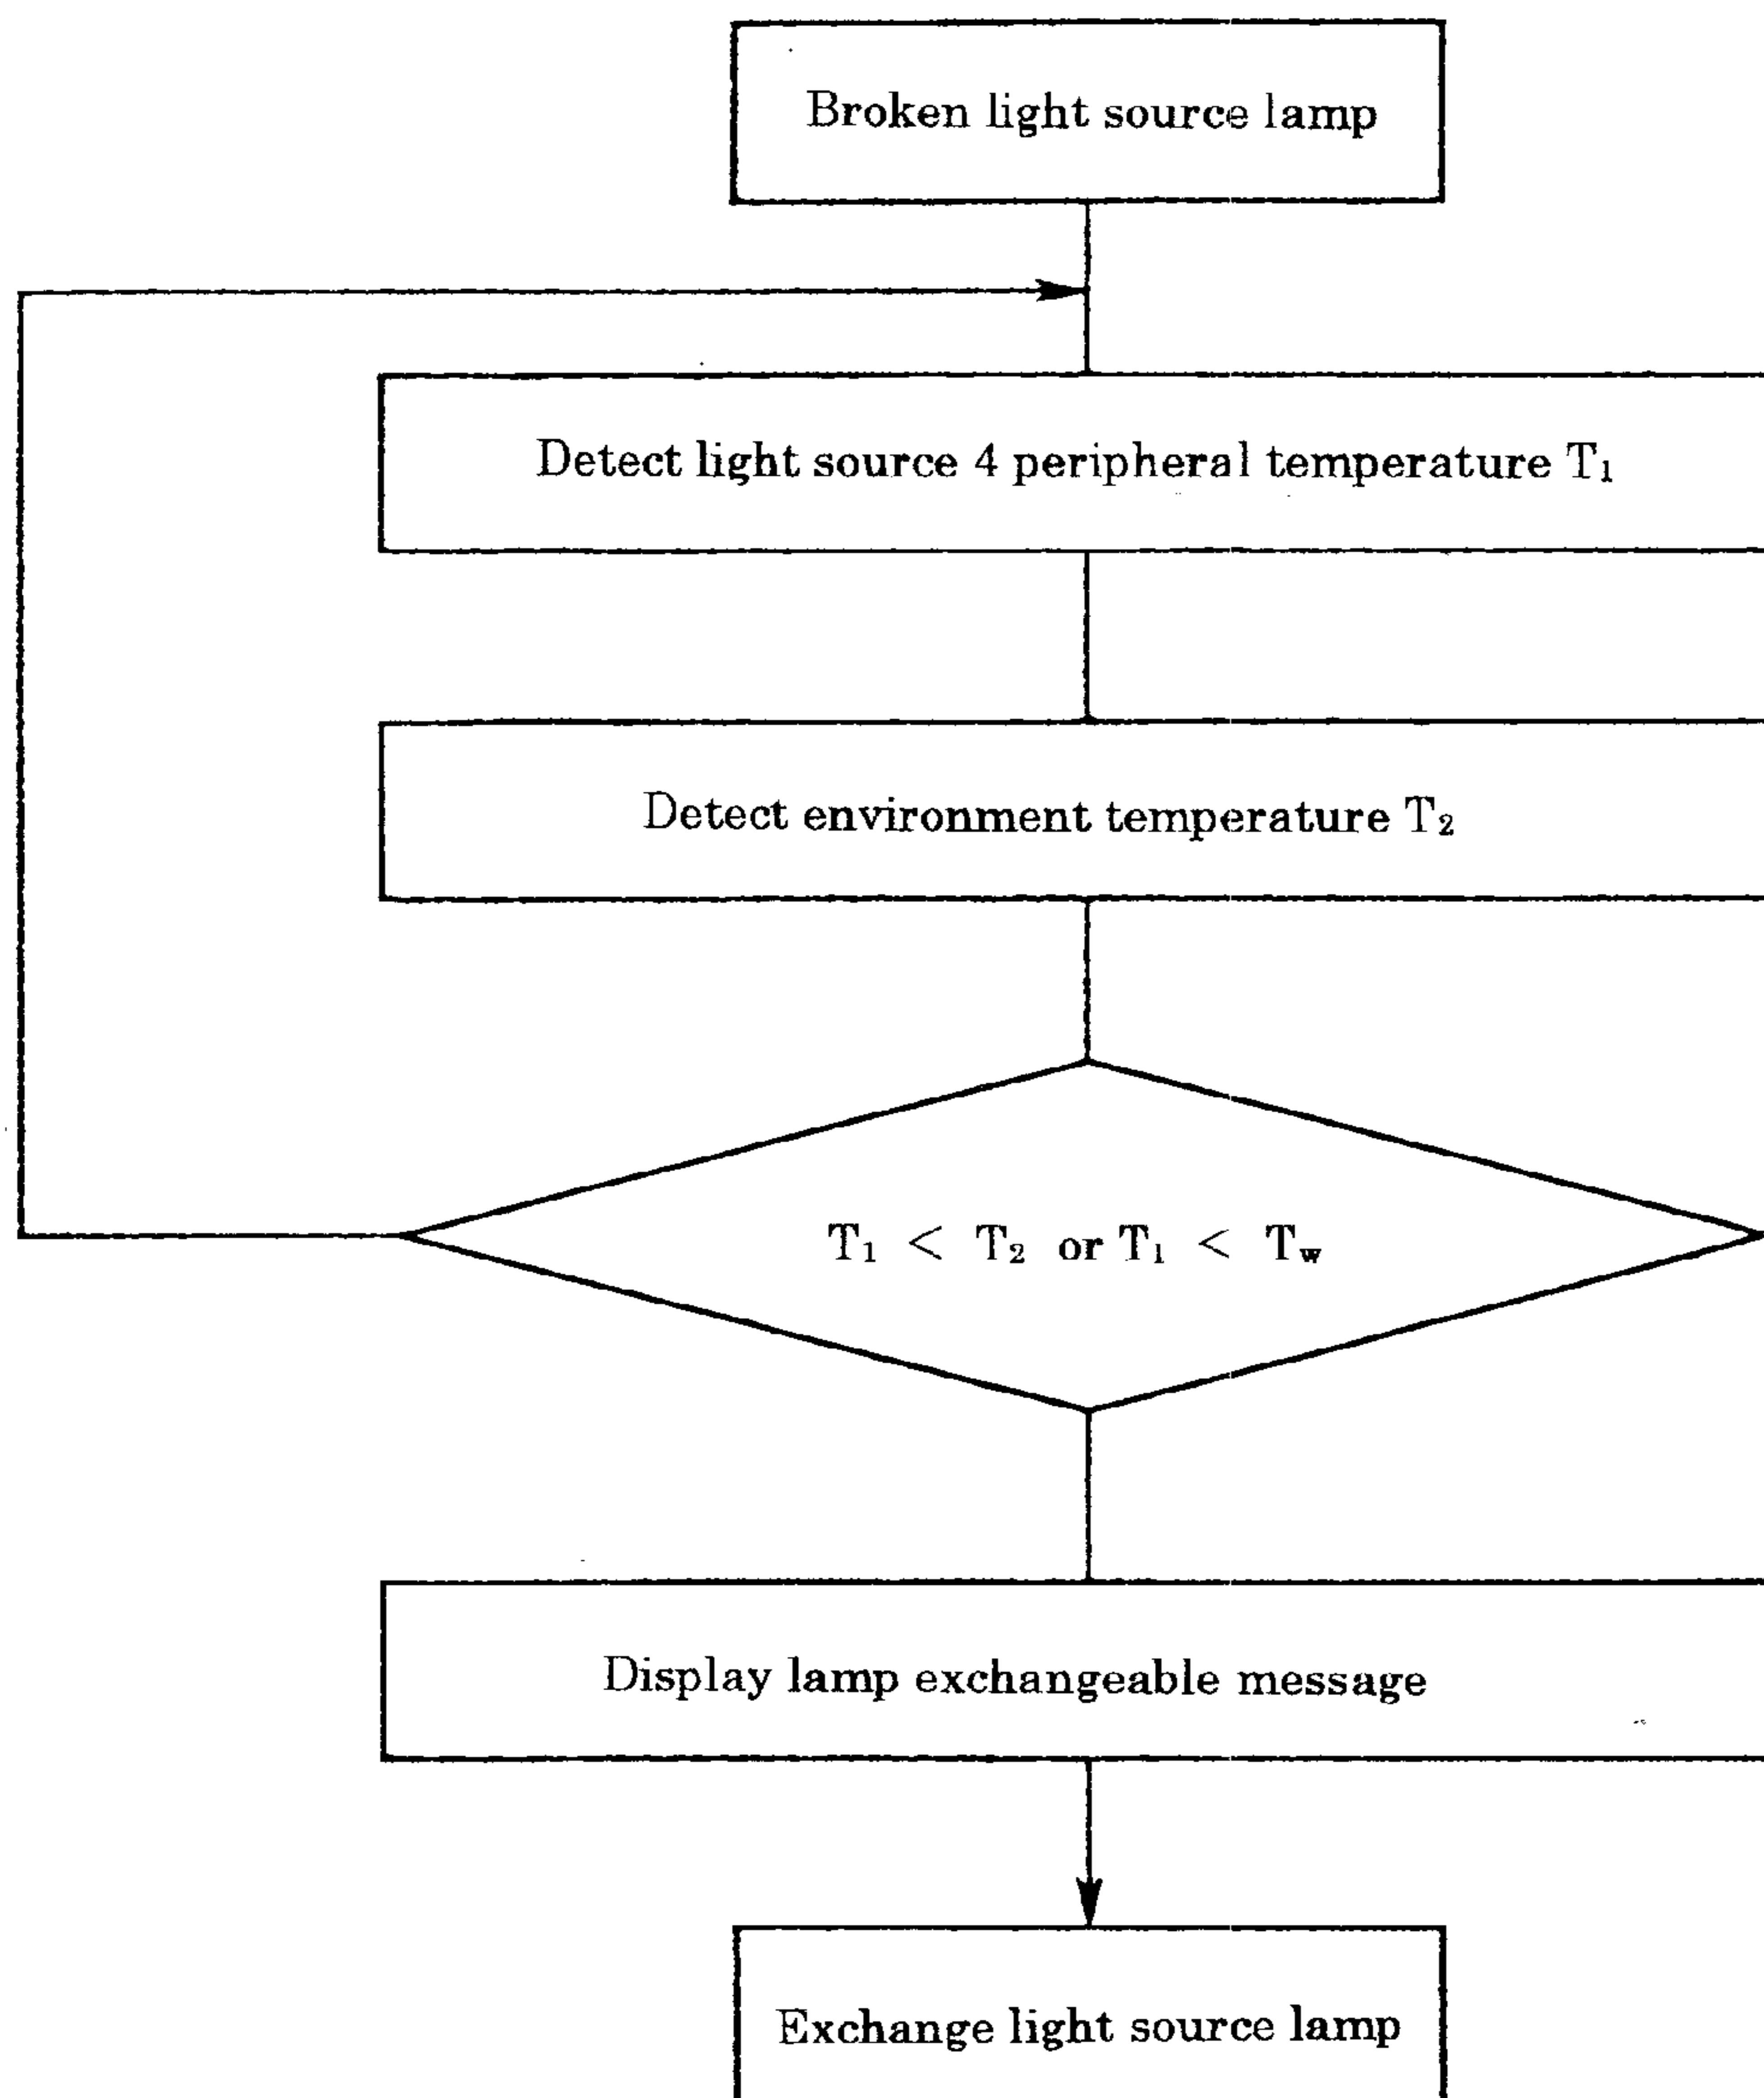 Broken light source lamp
Detect light source 4 peripheral temperature T₁
Detect environment temperature T₂
T₁ < T₂ or T₁ < T𝓌
Display lamp exchangeable message
Exchange light source lamp